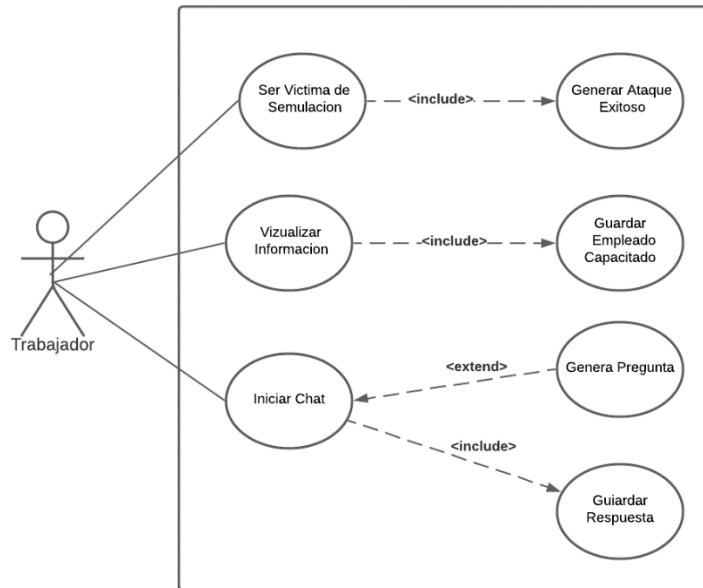 Ser Victima de
Semulacion
<include>
Generar Ataque
Exitoso
Vizualizar
Informacion
<include>
Guardar
Empleado
Capacitado
Trabajador
Iniciar Chat
<extend>
Genera Pregunta
<include>
Guiardar
Respuesta